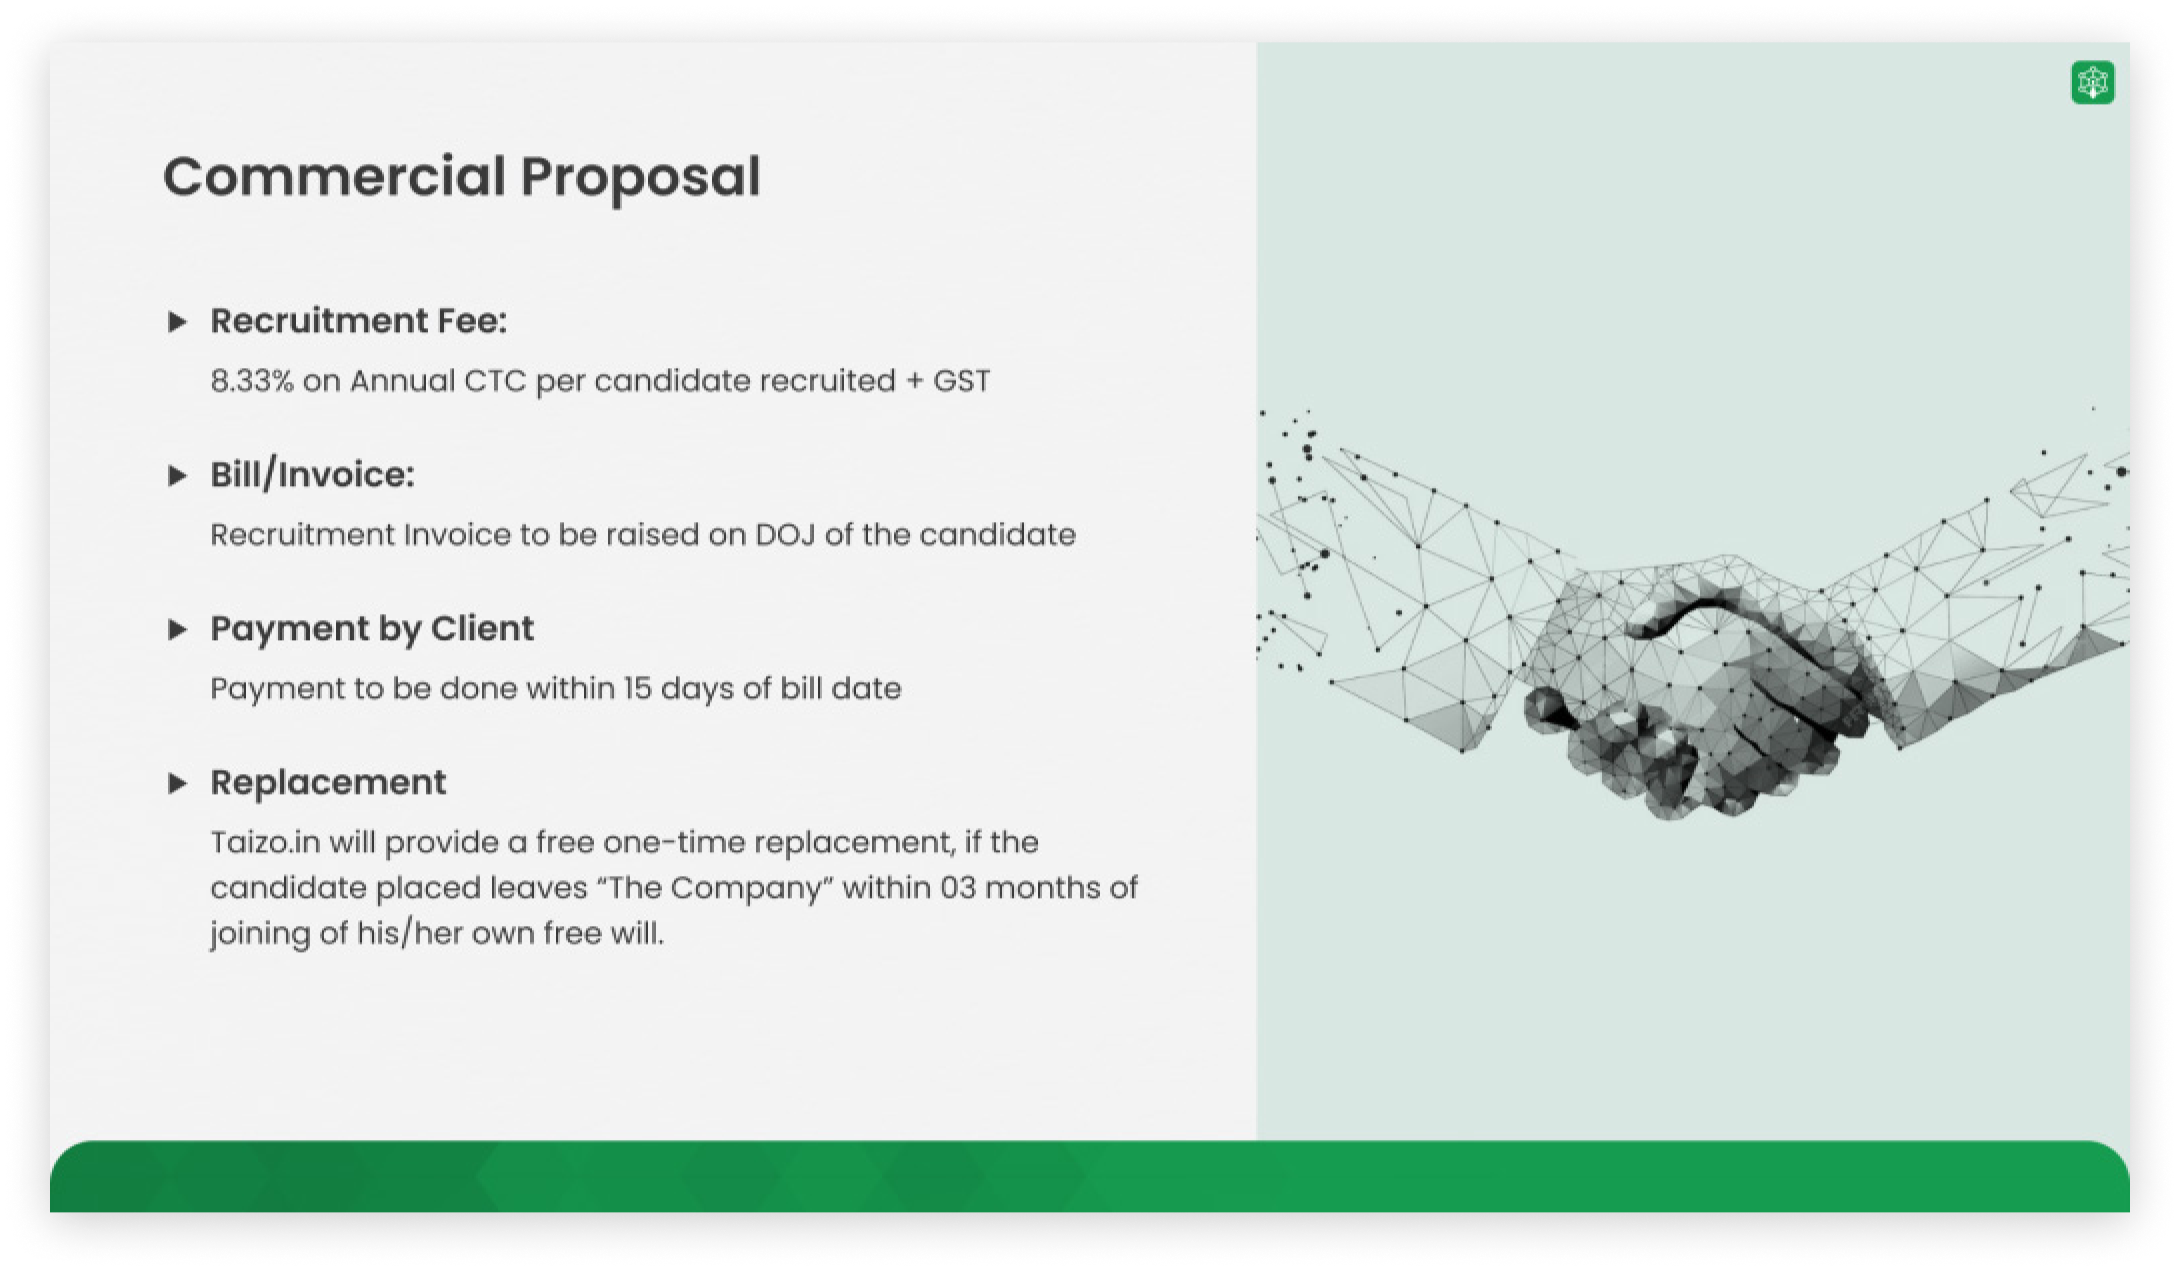 Commercial Proposal
Recruitment Fee:
8.33% on Annual CTC per candidate recruited + GST
Bill/Invoice:
Recruitment Invoice to be raised on DOJ of the candidate
Payment by Client
Payment to be done within 15 days of bill date
Replacement
Taizo.in will provide a free one-time replacement, if the
candidate placed leaves “The Company” within 03 months of
joining of his/her own free will.